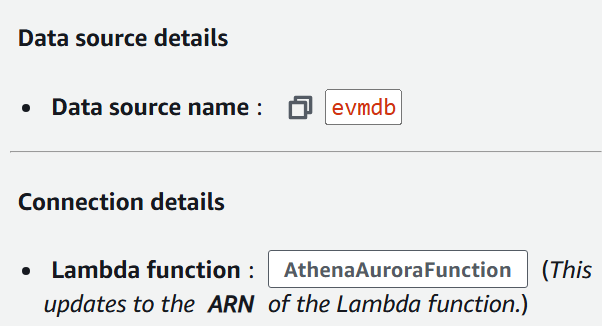 Data source details
• Data source name : evmdb
Connection details
• Lambda function : AthenaAuroraFunction (This
updates to the ARN of the Lambda function.)